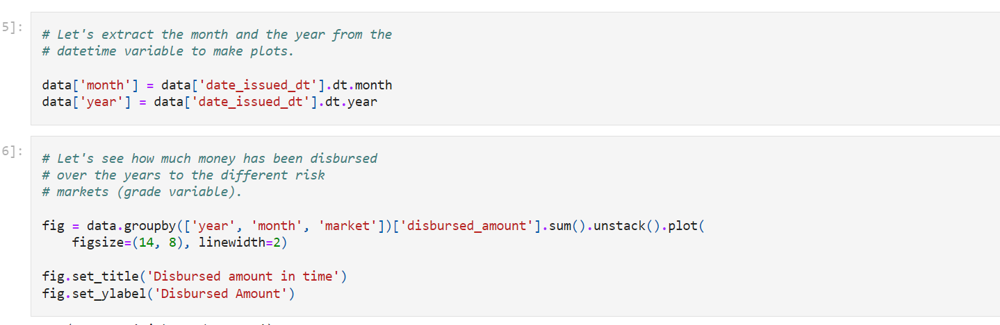 5]:
# Let's extract the month and the year from the
# datetime variable to make plots.
data['month'] = data['date_issued_dt'].dt.month
data['year'] = data['date_issued_dt'].dt.year
6]:
# Let's see how much money has been disbursed
# over the years to the different risk
# markets (grade variable).
fig = data.groupby(['year', 'month', 'market'])['disbursed_amount'].sum().unstack().plot(
    figsize=(14, 8), linewidth=2)
fig.set_title('Disbursed amount in time')
fig.set_ylabel('Disbursed Amount')